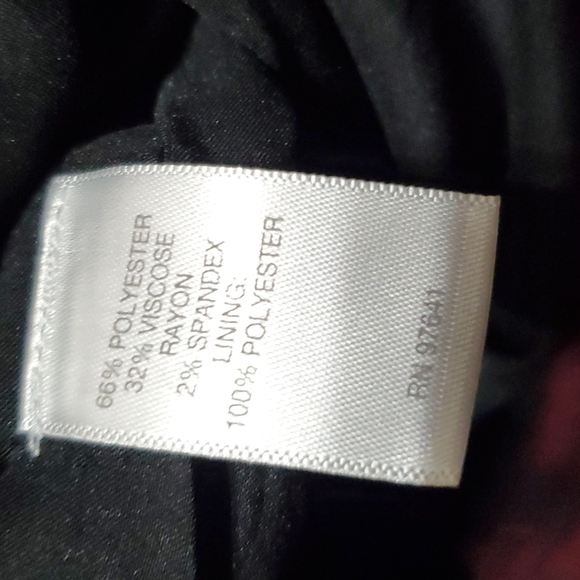 66% POLYESTER
32% VISCOSE
RAYON
2% SPANDEX
LINING:
100% POLYESTER
RN 97641